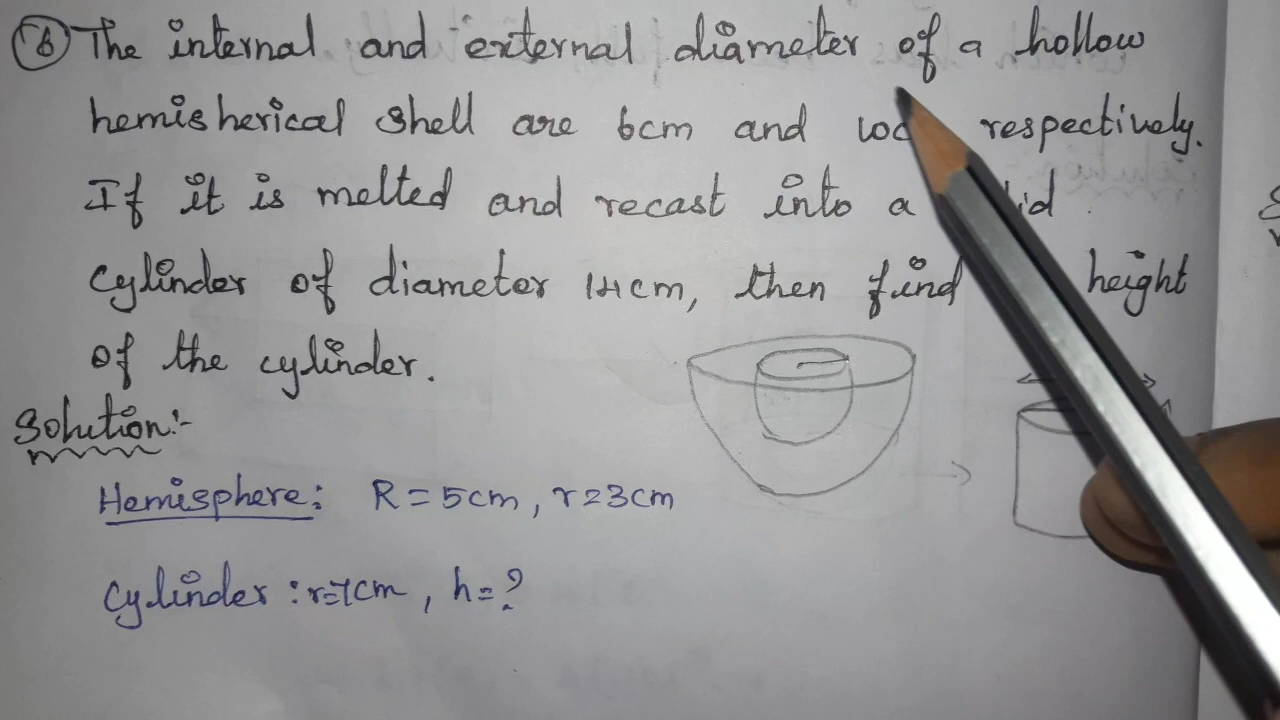 6 The internal and external diameter of a hollow
hemispherical shell are 6cm and respectively.
If it is melted and recast into a
cylinder of diameter 14cm, then find height
of the cylinder.
Solution:-
Hemisphere: R = 5cm, r=3cm
cylinder : r=7cm, h=?